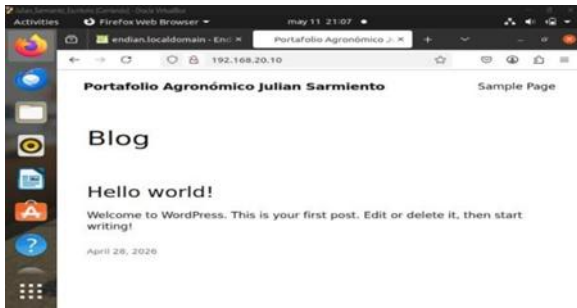 Activities
Firefox Web Browser
may 11 21:07
endian.localdomain - End
Portafolio Agronómico J
192.168.20.10
Portafolio Agronómico Julian Sarmiento
Sample Page
Blog
Hello world!
Welcome to WordPress. This is your first post. Edit or delete it, then start
writing!
April 28, 2026